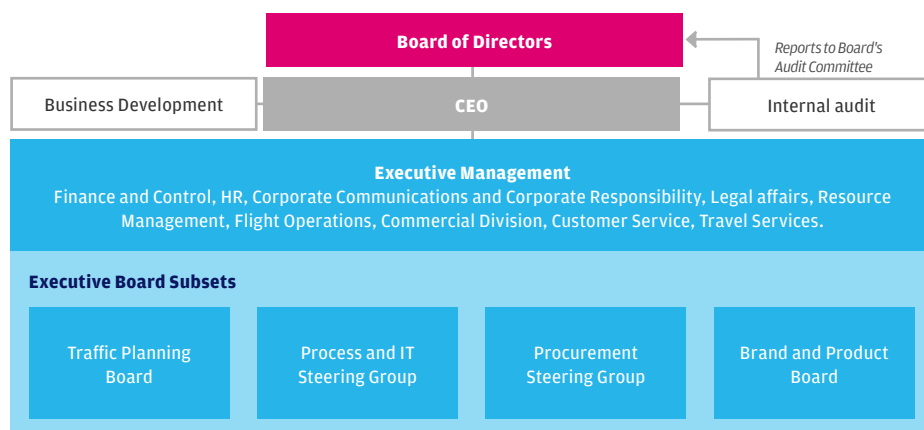 Board of Directors
Reports to Board's
Audit Committee
Business Development
CEO
Internal audit
Executive Management
Finance and Control, HR, Corporate Communications and Corporate Responsibility, Legal affairs, Resource
Management, Flight Operations, Commercial Division, Customer Service, Travel Services.
Executive Board Subsets
Traffic Planning
Board
Process and IT
Steering Group
Procurement
Steering Group
Brand and Product
Board